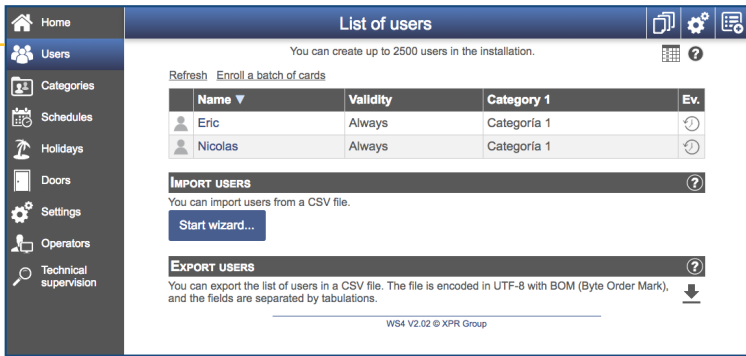 Home
Users
Categories
Schedules
Holidays
Doors
Settings
Operators
Technical
supervision
List of users
You can create up to 2500 users in the installation.
?
Refresh Enroll a batch of cards
Name ▼ Validity Category 1 Ev.
Eric Always Categoría 1
Nicolas Always Categoría 1
IMPORT USERS ?
You can import users from a CSV file.
Start wizard...
EXPORT USERS ?
You can export the list of users in a CSV file. The file is encoded in UTF-8 with BOM (Byte Order Mark),
and the fields are separated by tabulations.
WS4 V2.02 © XPR Group